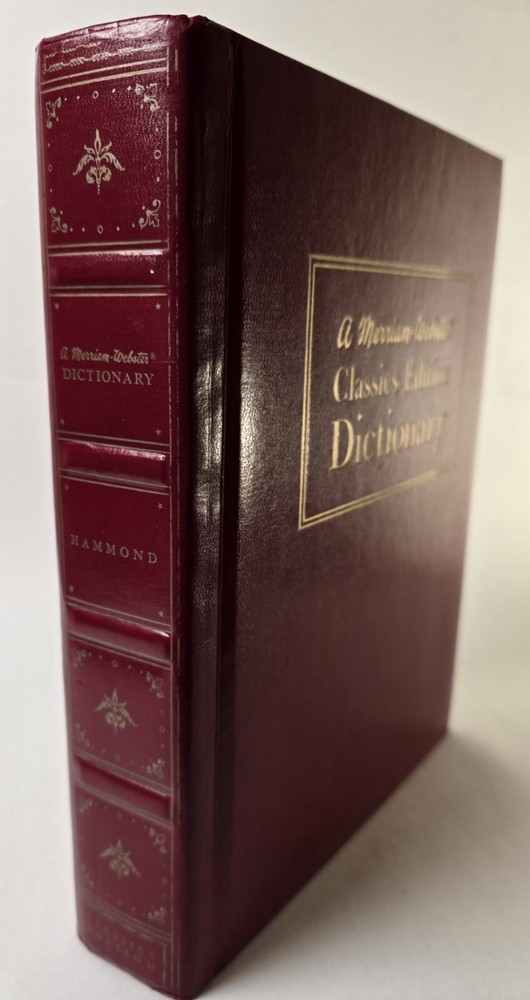 A Merriam-Webster®
DICTIONARY
HAMMOND
A Merriam-Webster
Classics Edition
Dictionary